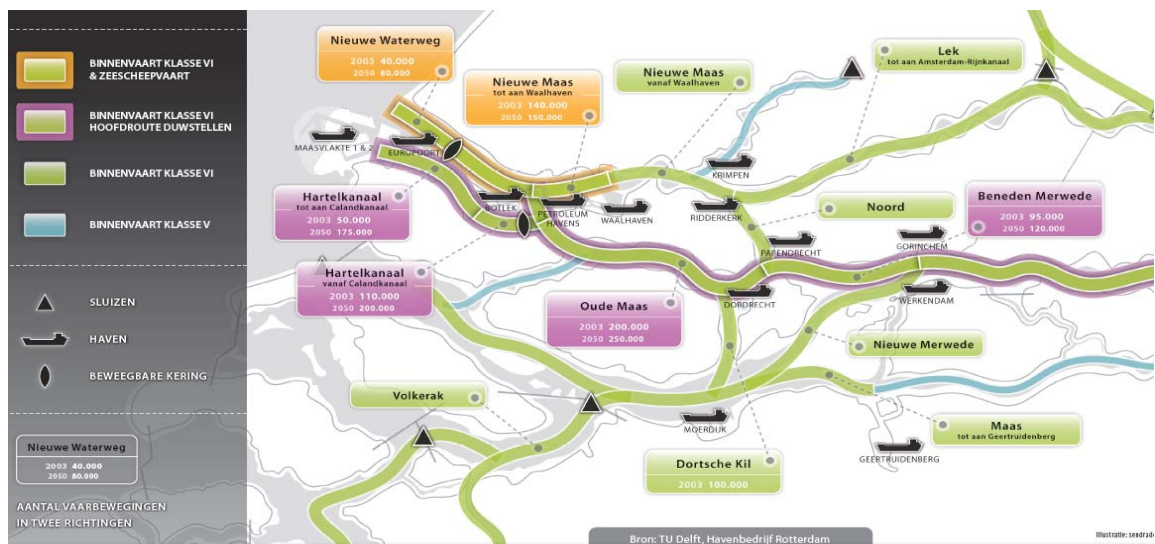 BINNENVAART KLASSE VI
& ZEESCHEEPVAART
BINNENVAART KLASSE VI
HOOFDROUTE DUWSTELLEN
BINNENVAART KLASSE VI
BINNENVAART KLASSE V
SLUIZEN
HAVEN
BEWEEGBARE KERING
Nieuwe Waterweg
2003 40.000
2050 80.000
AANTAL VAARBEWEGINGEN
IN TWEE RICHTINGEN
Nieuwe Waterweg
2003 40.000
2050 80.000
Nieuwe Maas
tot aan Waalhaven
2003 140.000
2050 150.000
Nieuwe Maas
vanaf Waalhaven
Lek
tot aan Amsterdam-Rijnkanaal
MAASVLAKTE 1 & 2
EUROPOORT
KRIMPEN
Hartelkanaal
tot aan Calandkanaal
2003 50.000
2050 175.000
BOTLEK
PETROLEUM
HAVENS
WAALHAVEN
RIDDERKERK
Noord
Beneden Merwede
2003 95.000
2050 120.000
PAPENDRECHT
GORINCHEM
Hartelkanaal
vanaf Calandkanaal
2003 110.000
2050 200.000
Oude Maas
2003 200.000
2050 250.000
DORDRECHT
WERKENDAM
Nieuwe Merwede
Volkerak
MOERDIJK
Maas
tot aan Geertruidenberg
GEERTRUIDENBERG
Dortsche Kil
2003 100.000
Bron: TU Delft, Havenbedrijf Rotterdam